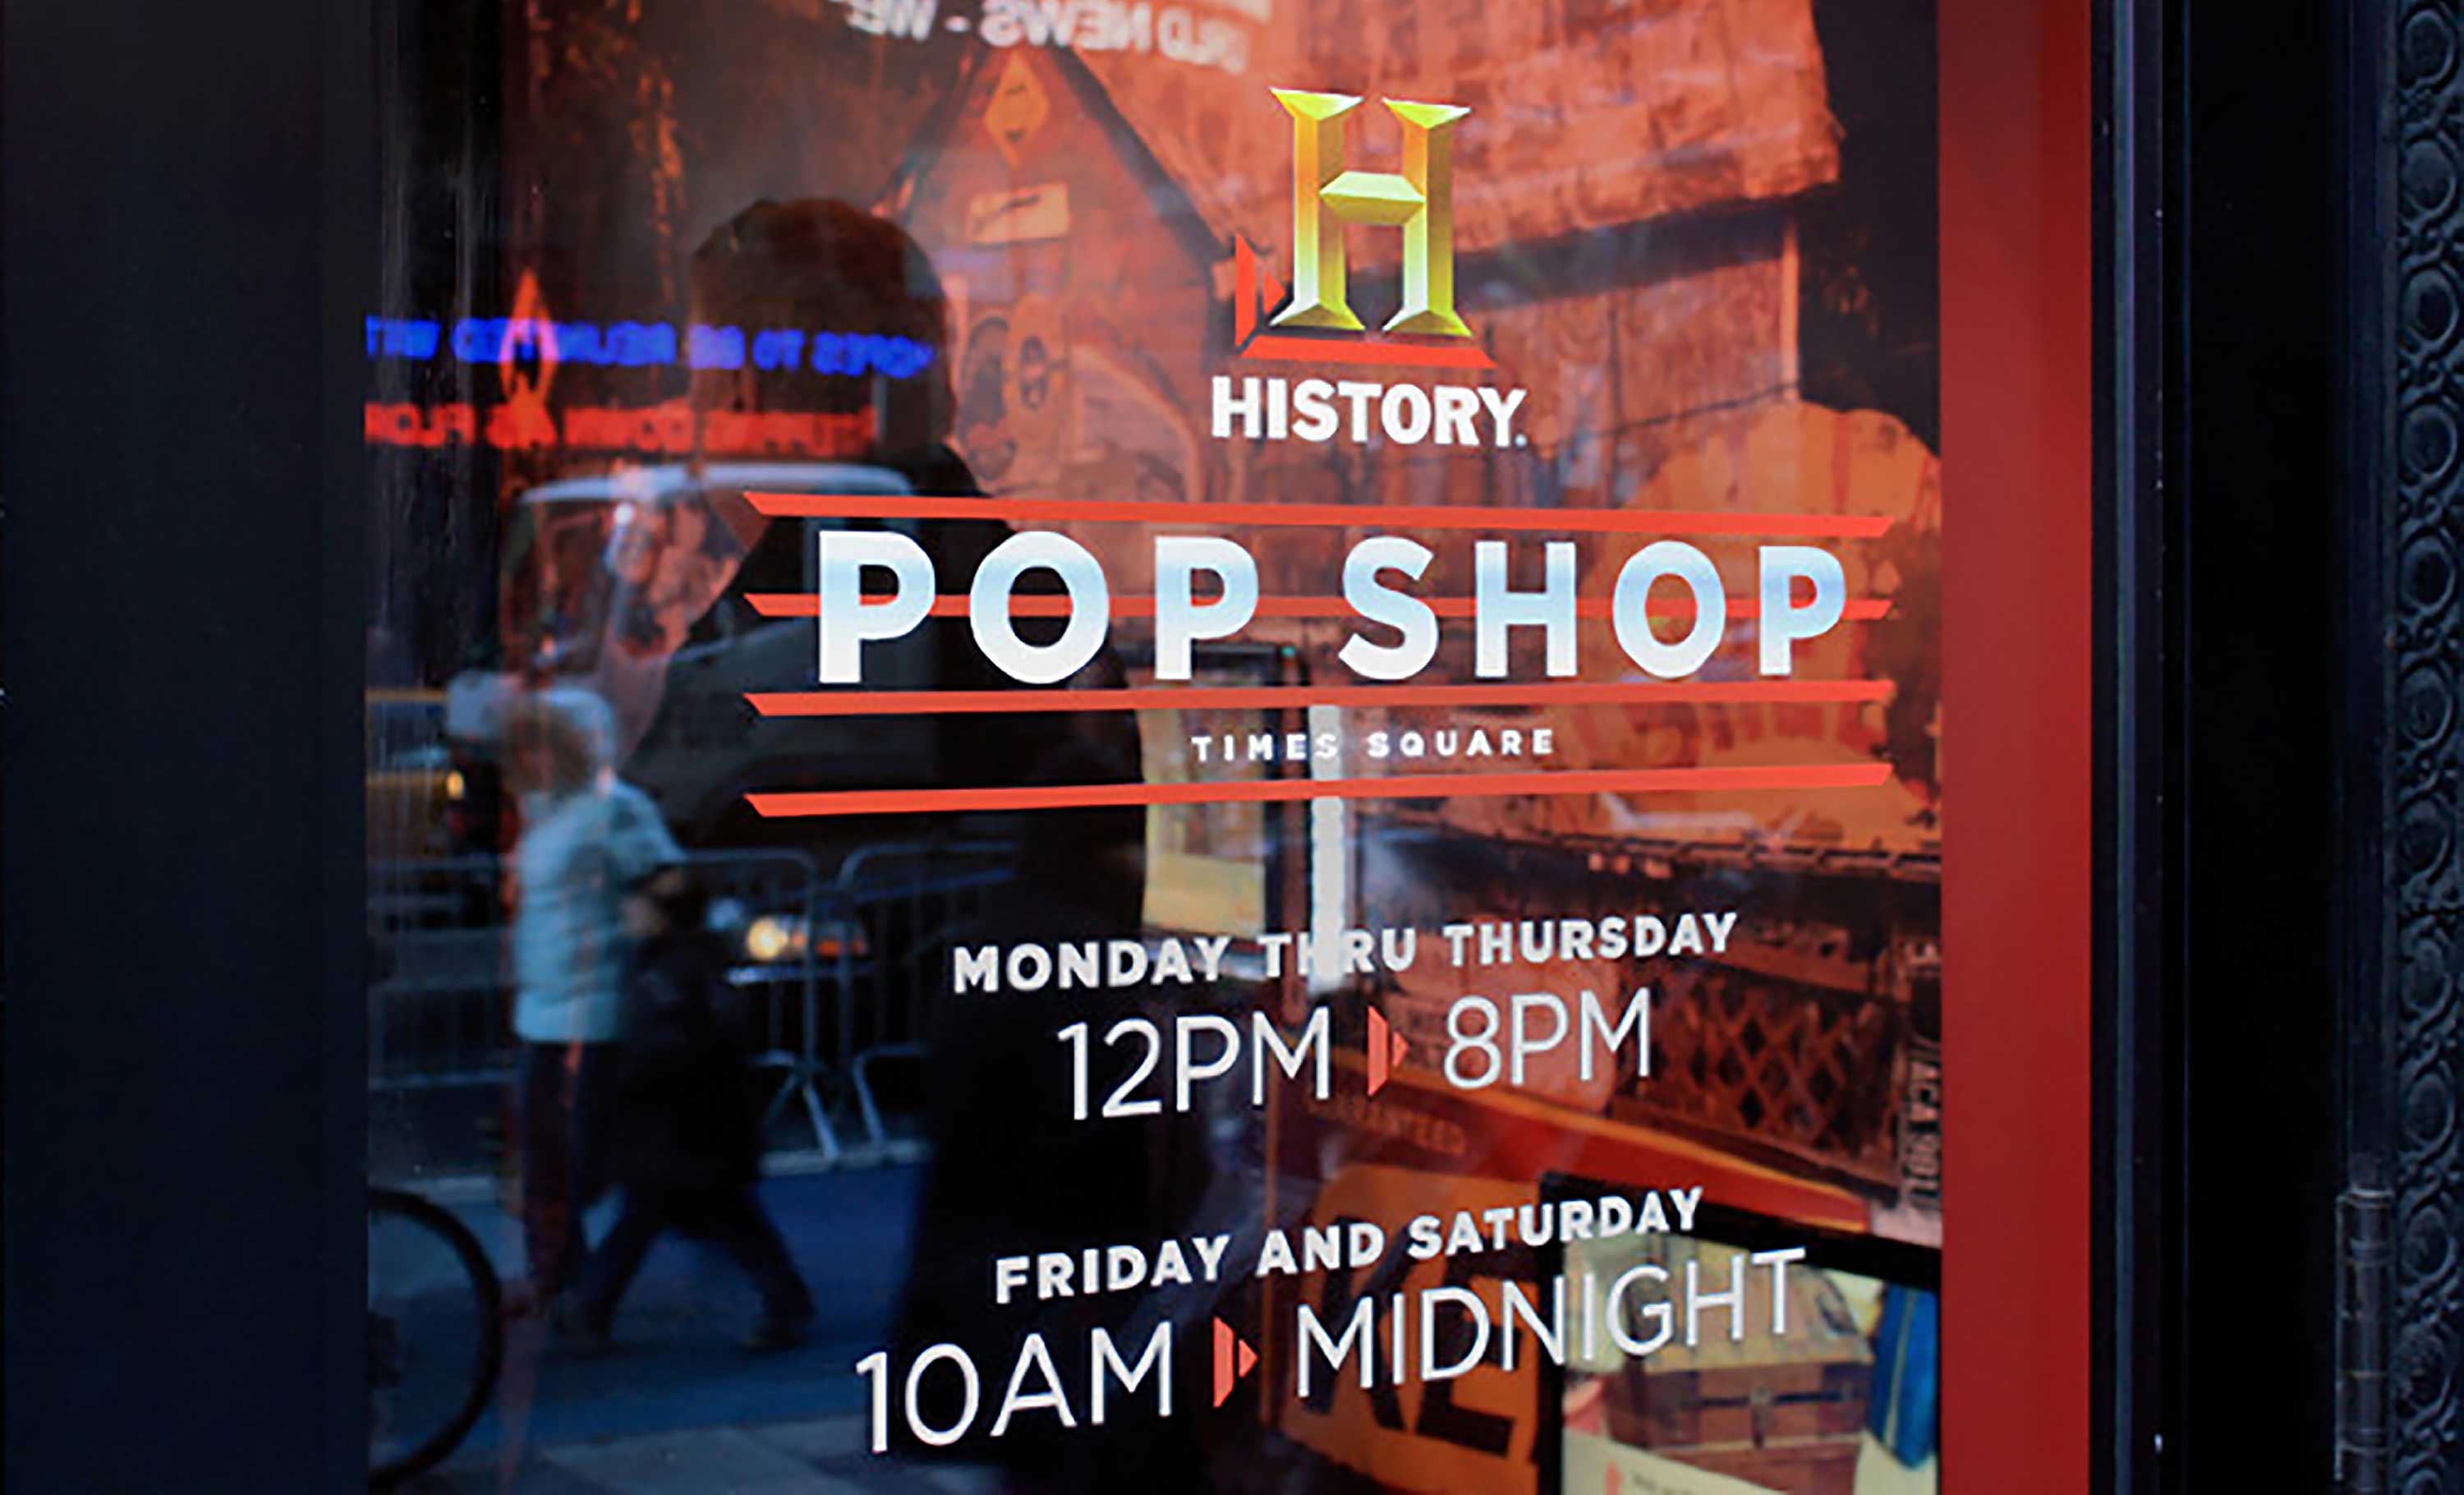 H
HISTORY.
POP SHOP
TIMES SQUARE
MONDAY THRU THURSDAY
12PM 8PM
FRIDAY AND SATURDAY
10AM MIDNIGHT